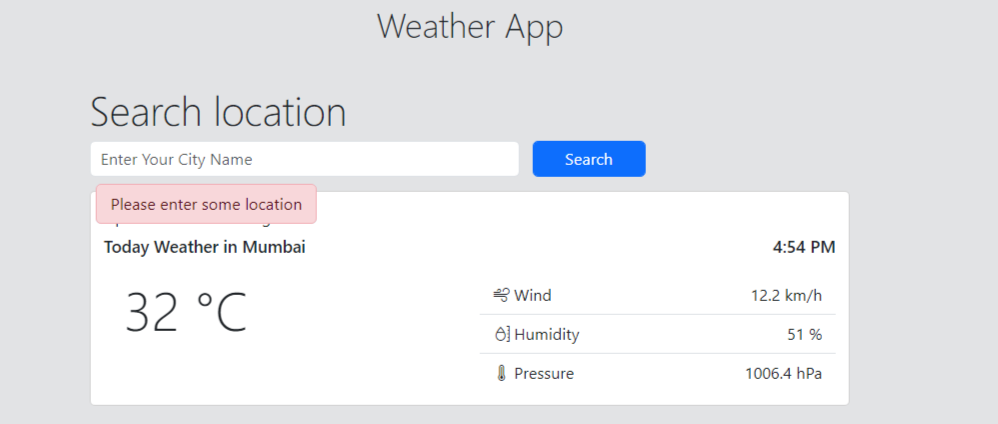 Weather App
Search location
Enter Your City Name
Search
Please enter some location
Today Weather in Mumbai
4:54 PM
32 °C
Wind
12.2 km/h
Humidity
51 %
Pressure
1006.4 hPa